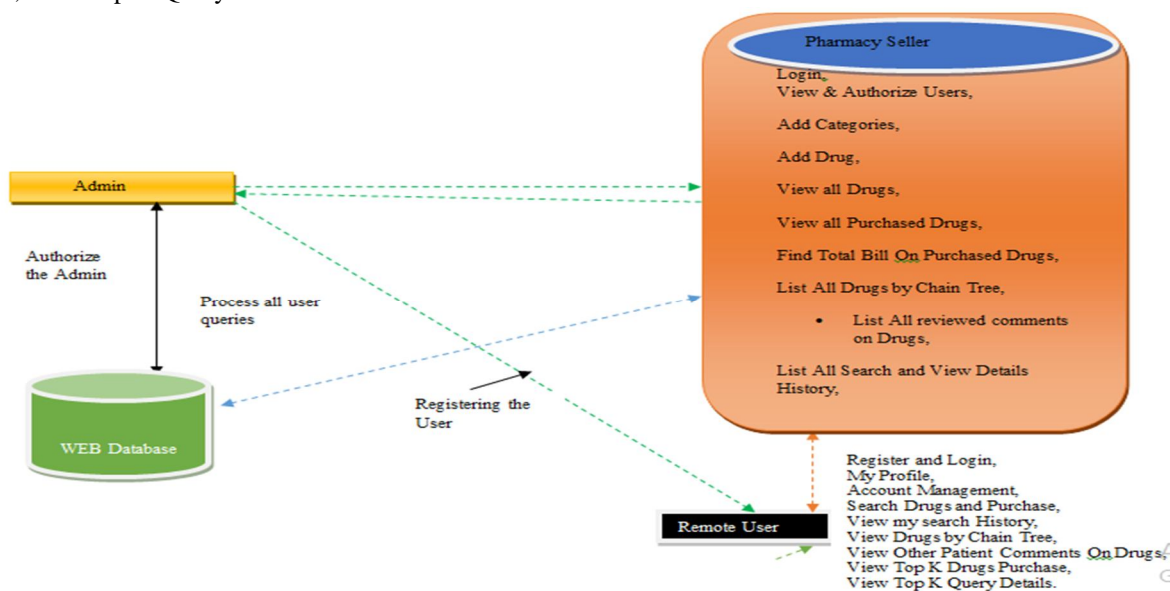 Pharmacy Seller
Login,
View & Authorize Users,
Add Categories,
Add Drug,
Admin
View all Drugs,
View all Purchased Drugs,
Authorize
the Admin
Find Total Bill On Purchased Drugs,
Process all user
queries
List All Drugs by Chain Tree,
• List All reviewed comments
on Drugs,
List All Search and View Details
History,
Registering the
User
WEB Database
Register and Login,
My Profile,
Account Management,
Search Drugs and Purchase,
Remote User
View my search History,
View Drugs by Chain Tree,
View Other Patient Comments On Drugs,
View Top K Drugs Purchase,
View Top K Query Details.